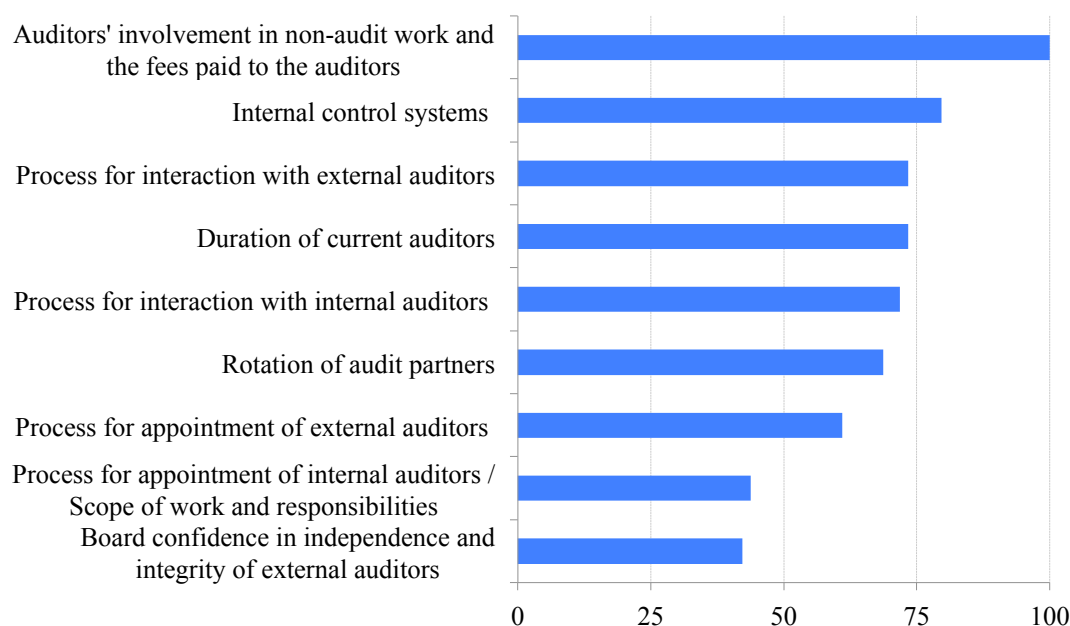 Auditors' involvement in non-audit work and
the fees paid to the auditors
Internal control systems
Process for interaction with external auditors
Duration of current auditors
Process for interaction with internal auditors
Rotation of audit partners
Process for appointment of external auditors
Process for appointment of internal auditors /
Scope of work and responsibilities
Board confidence in independence and
integrity of external auditors
0 25 50 75 100